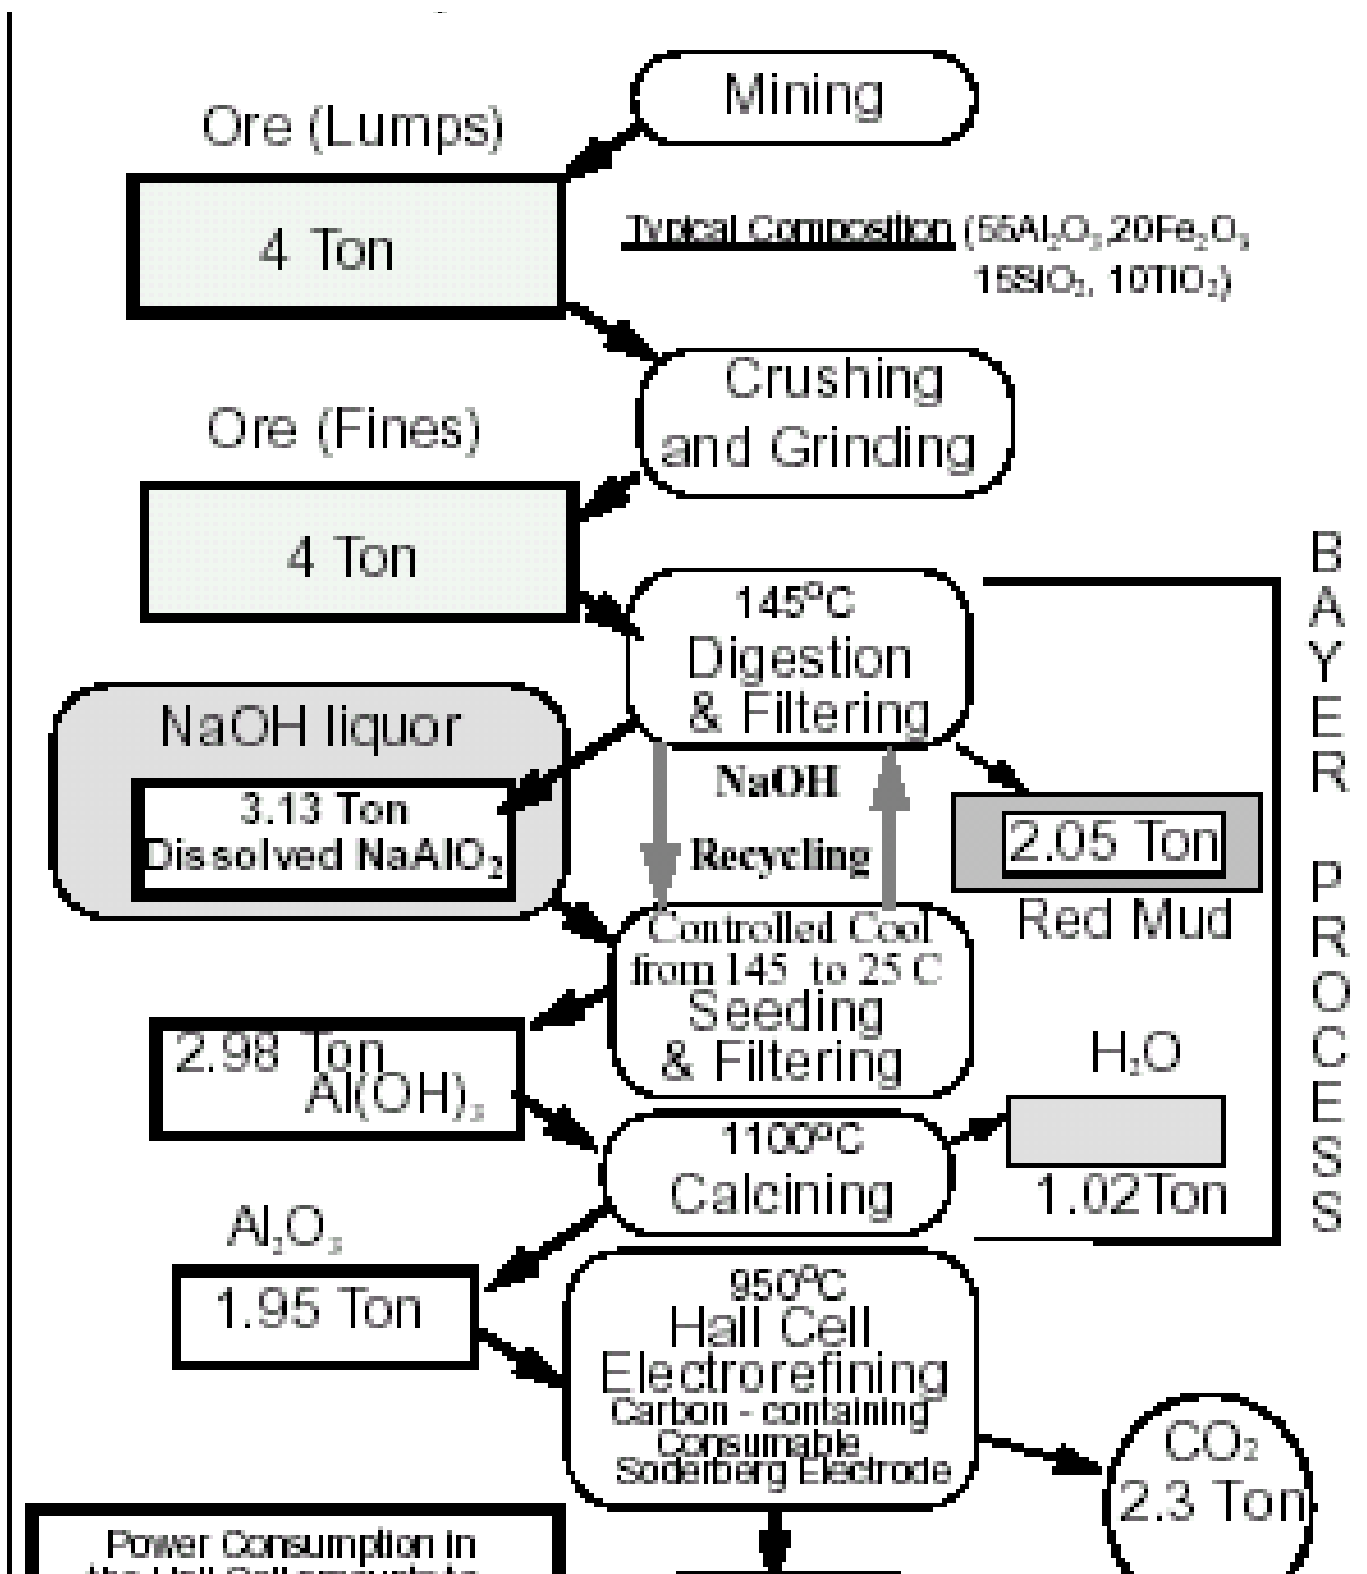 Mining
Ore (Lumps)
4 Ton
Typical Composition (55Al₂O₃,20Fe₂O₃
15SiO₂, 10TiO₂)
Crushing
and Grinding
Ore (Fines)
4 Ton
145°C
Digestion
& Filtering
NaOH liquor
3.13 Ton
Dissolved NaAlO₂
NaOH
Recycling
2.05 Ton
Red Mud
Controlled Cool
from 145 to 25 C
Seeding
& Filtering
2.98 Ton
Al(OH)₃
1100°C
Calcining
H₂O
1.02Ton
BAYER PROCESS
Al₂O₃
1.95 Ton
950°C
Hall Cell
Electrorefining
Carbon - containing
Consumable
Soderberg Electrode
CO₂
2.3 Ton
Power Consumption in